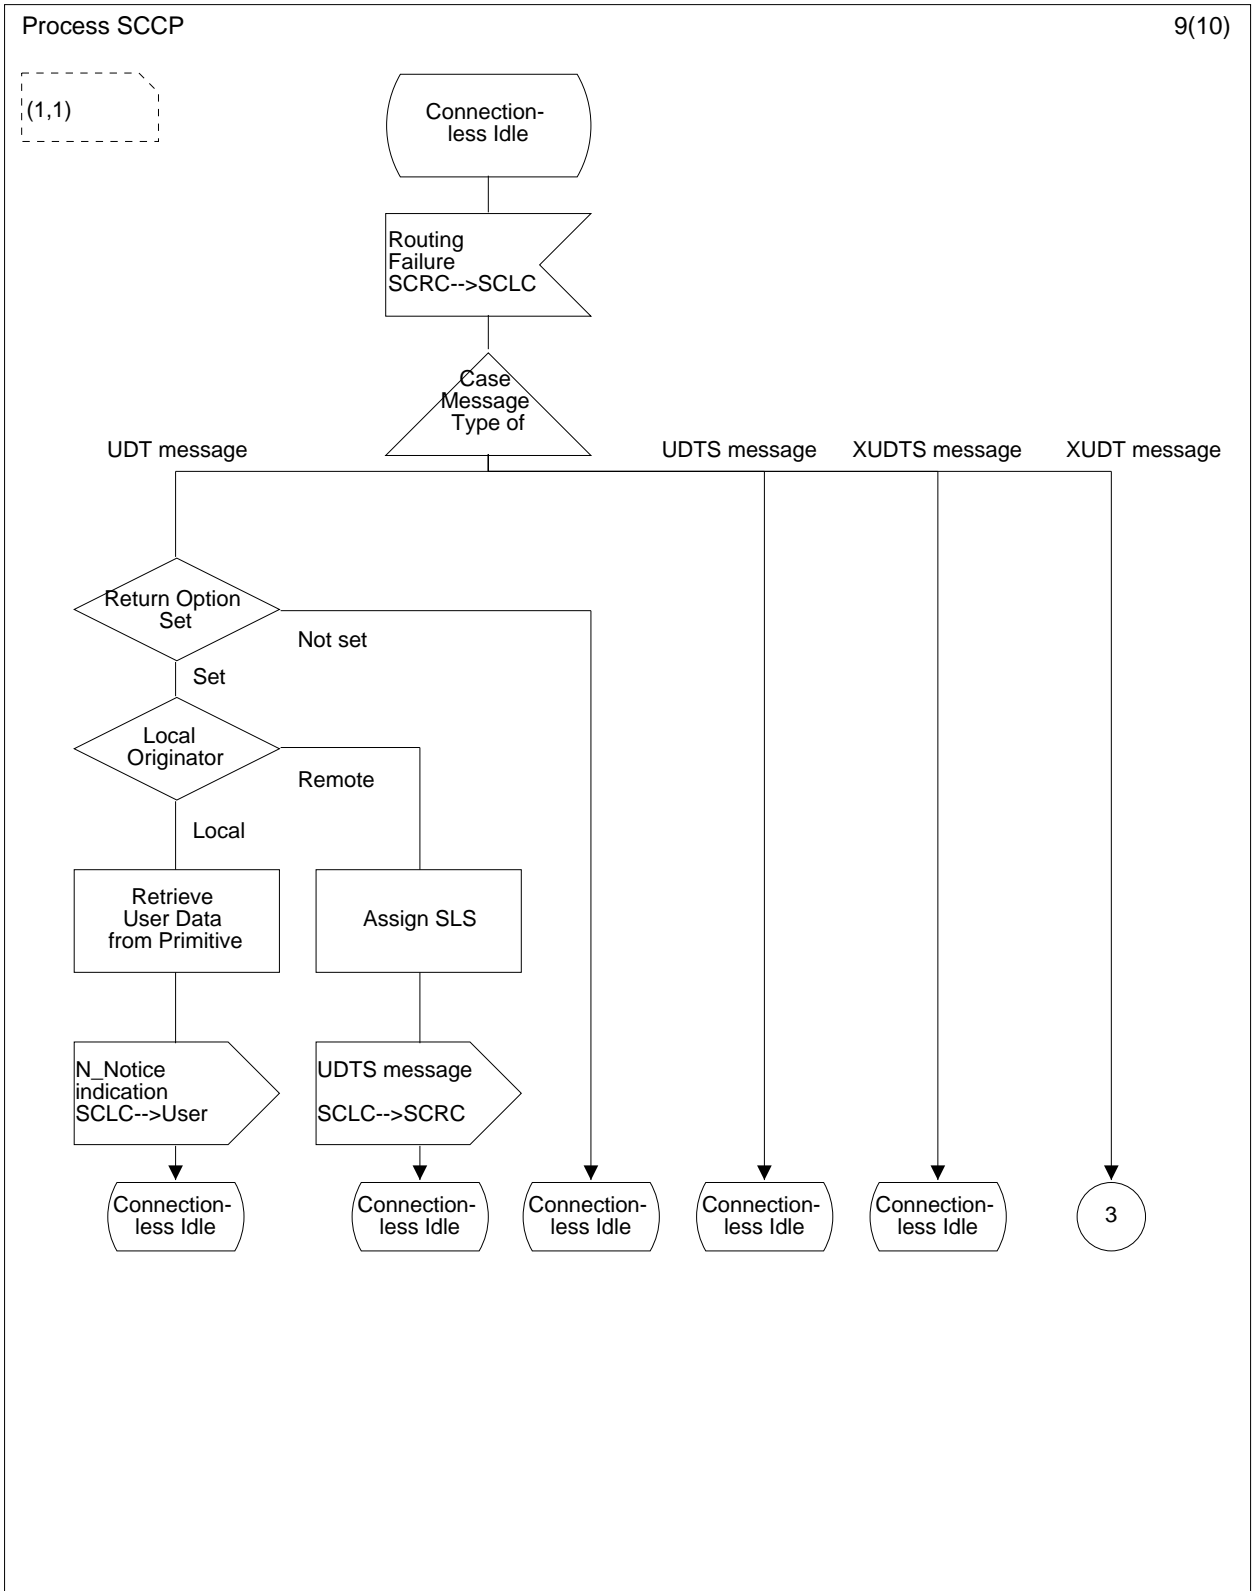 Process SCCP
9(10)
(1,1)
Connection-
less Idle
Routing
Failure
SCRC-->SCLC
Case
Message
Type of
UDT message
UDTS message
XUDTS message
XUDT message
Return Option
Set
Not set
Set
Local
Originator
Remote
Local
Retrieve
User Data
from Primitive
Assign SLS
N_Notice
indication
SCLC-->User
UDTS message
SCLC-->SCRC
Connection-
less Idle
Connection-
less Idle
Connection-
less Idle
Connection-
less Idle
Connection-
less Idle
3